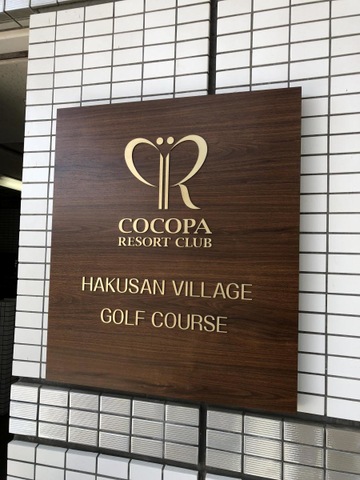 COCOPA
RESORT CLUB
HAKUSAN VILLAGE
GOLF COURSE